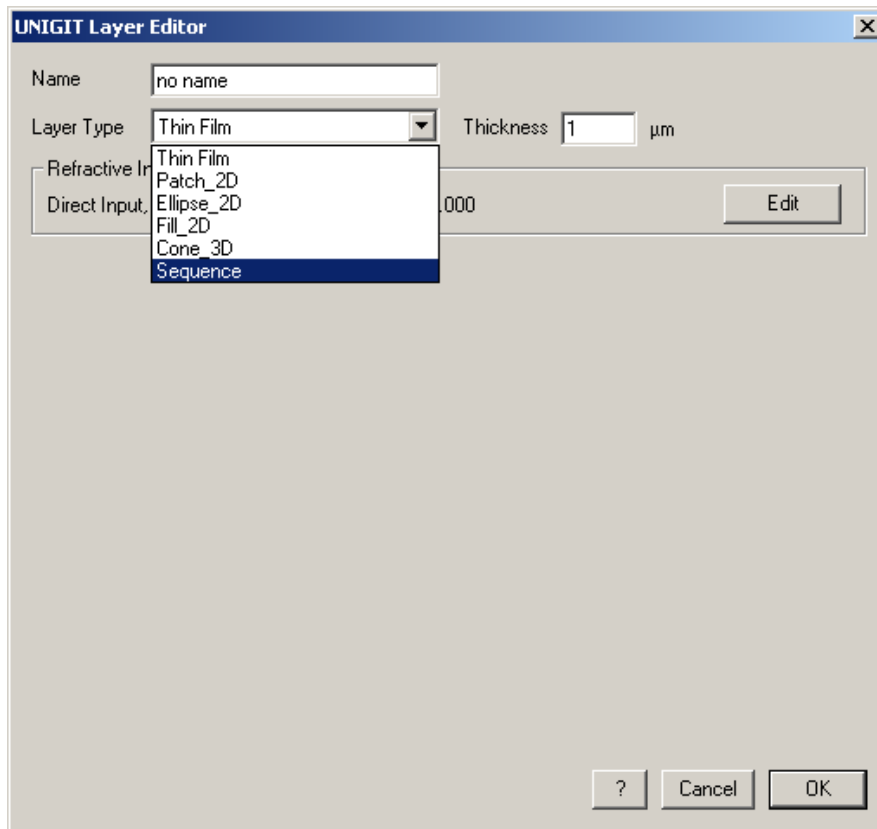 UNIGIT Layer Editor
Name no name
Layer Type Thin Film Thickness 1 µm
Thin Film
Patch_2D
Ellipse_2D
Fill_2D
Cone_3D
Sequence
Refractive
Direct Input, .000 Edit
? Cancel OK